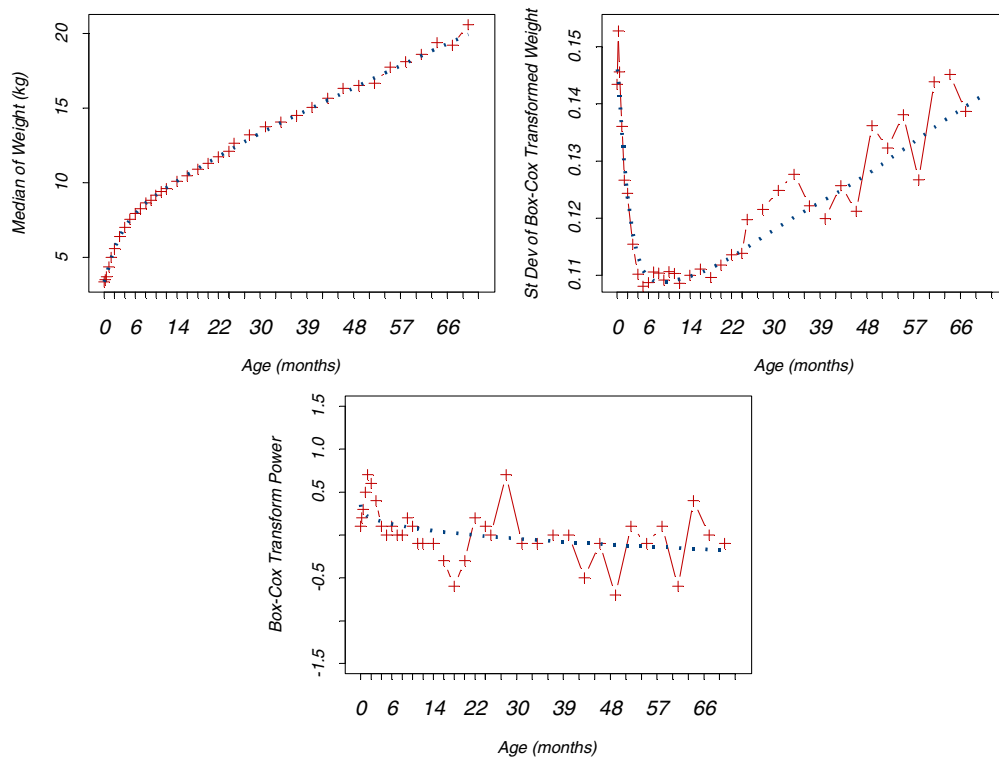 Median of Weight (kg)
20
15
10
5
0 6 14 22 30 39 48 57 66
Age (months)
St Dev of Box-Cox Transformed Weight
0.15
0.14
0.13
0.12
0.11
0 6 14 22 30 39 48 57 66
Age (months)
Box-Cox Transform Power
1.5
1.0
0.5
-0.5
-1.5
0 6 14 22 30 39 48 57 66
Age (months)